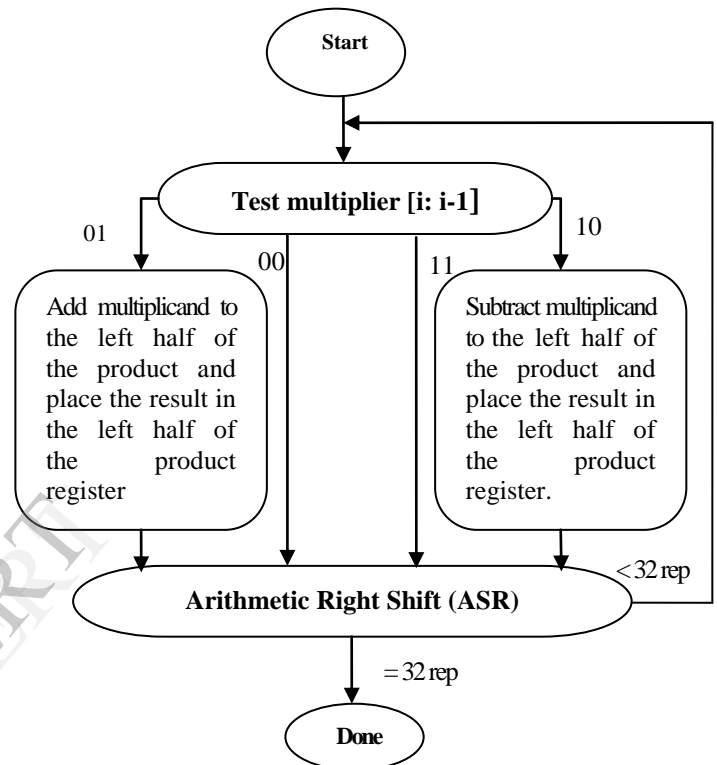 Start
Test multiplier [i: i-1]
01
00
11
10
Add multiplicand to
the left half of
the product and
place the result in
the left half of
the product
register
Subtract multiplicand
to the left half of
the product and
place the result in
the left half of
the product
register.
< 32 rep
Arithmetic Right Shift (ASR)
= 32 rep
Done